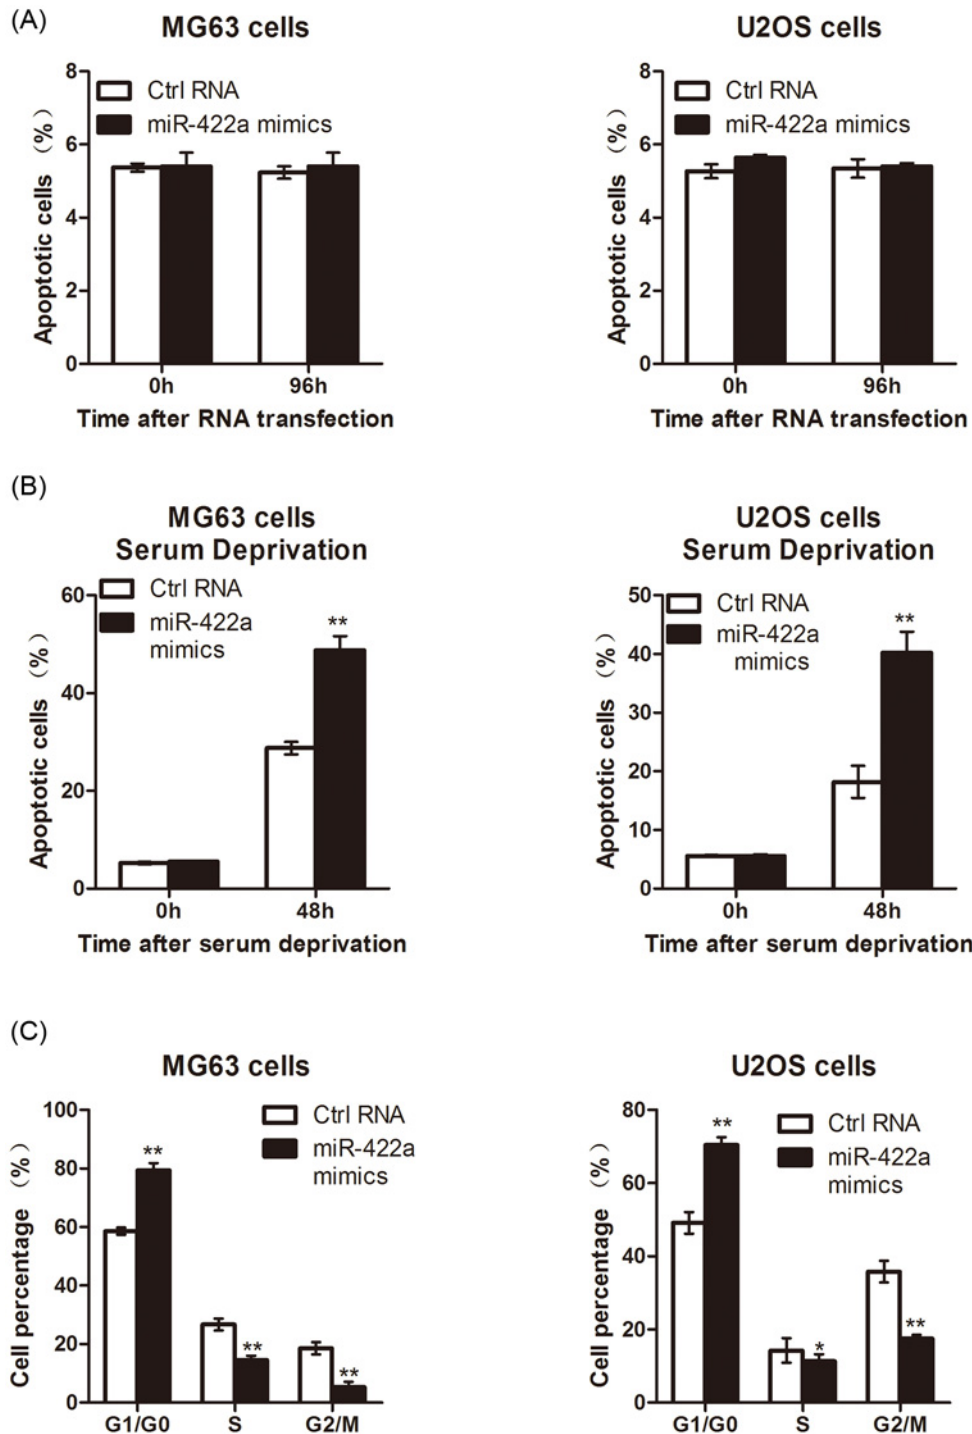 (A)
MG63 cells
8
6
4
2
0
Apoptotic cells (%)
Ctrl RNA
miR-422a mimics
0h
96h
Time after RNA transfection
U2OS cells
8
6
4
2
0
Apoptotic cells (%)
Ctrl RNA
miR-422a mimics
0h
96h
Time after RNA transfection
(B)
MG63 cells
Serum Deprivation
60
40
20
0
Apoptotic cells (%)
Ctrl RNA
miR-422a
mimics
**
0h
48h
Time after serum deprivation
U2OS cells
Serum Deprivation
50
40
30
20
10
0
Apoptotic cells (%)
Ctrl RNA
miR-422a
mimics
**
0h
48h
Time after serum deprivation
(C)
MG63 cells
100
80
60
40
20
0
Cell percentage (%)
Ctrl RNA
miR-422a
mimics
**
**
**
G1/G0
S
G2/M
U2OS cells
80
60
40
20
0
Cell percentage (%)
Ctrl RNA
miR-422a
mimics
**
*
**
G1/G0
S
G2/M